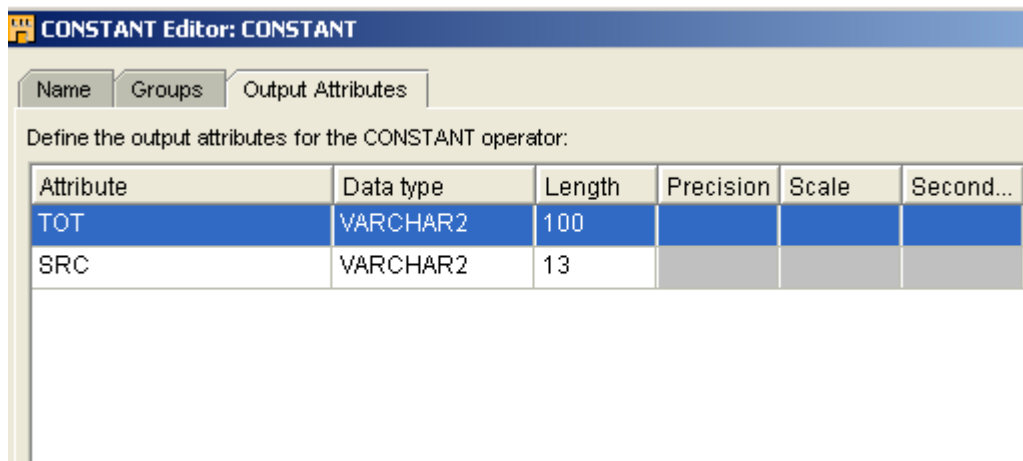 CONSTANT Editor: CONSTANT
Name Groups Output Attributes
Define the output attributes for the CONSTANT operator:
Attribute Data type Length Precision Scale Second...
TOT VARCHAR2 100
SRC VARCHAR2 13